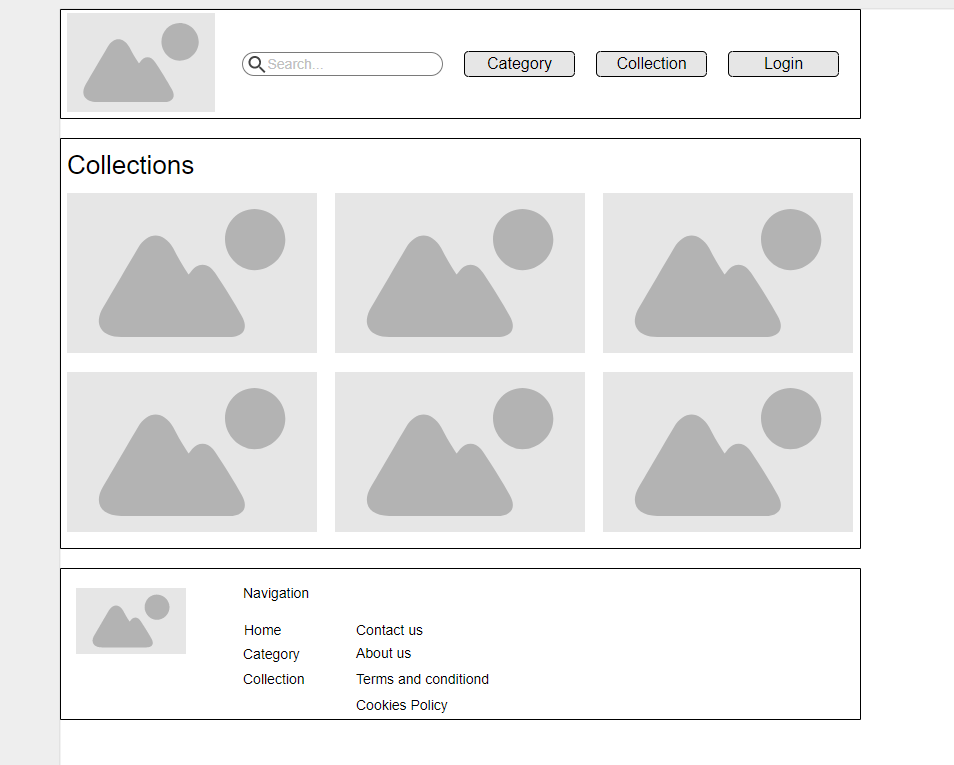 Search...
Category
Collection
Login
Collections
Navigation
Home
Category
Collection
Contact us
About us
Terms and conditiond
Cookies Policy